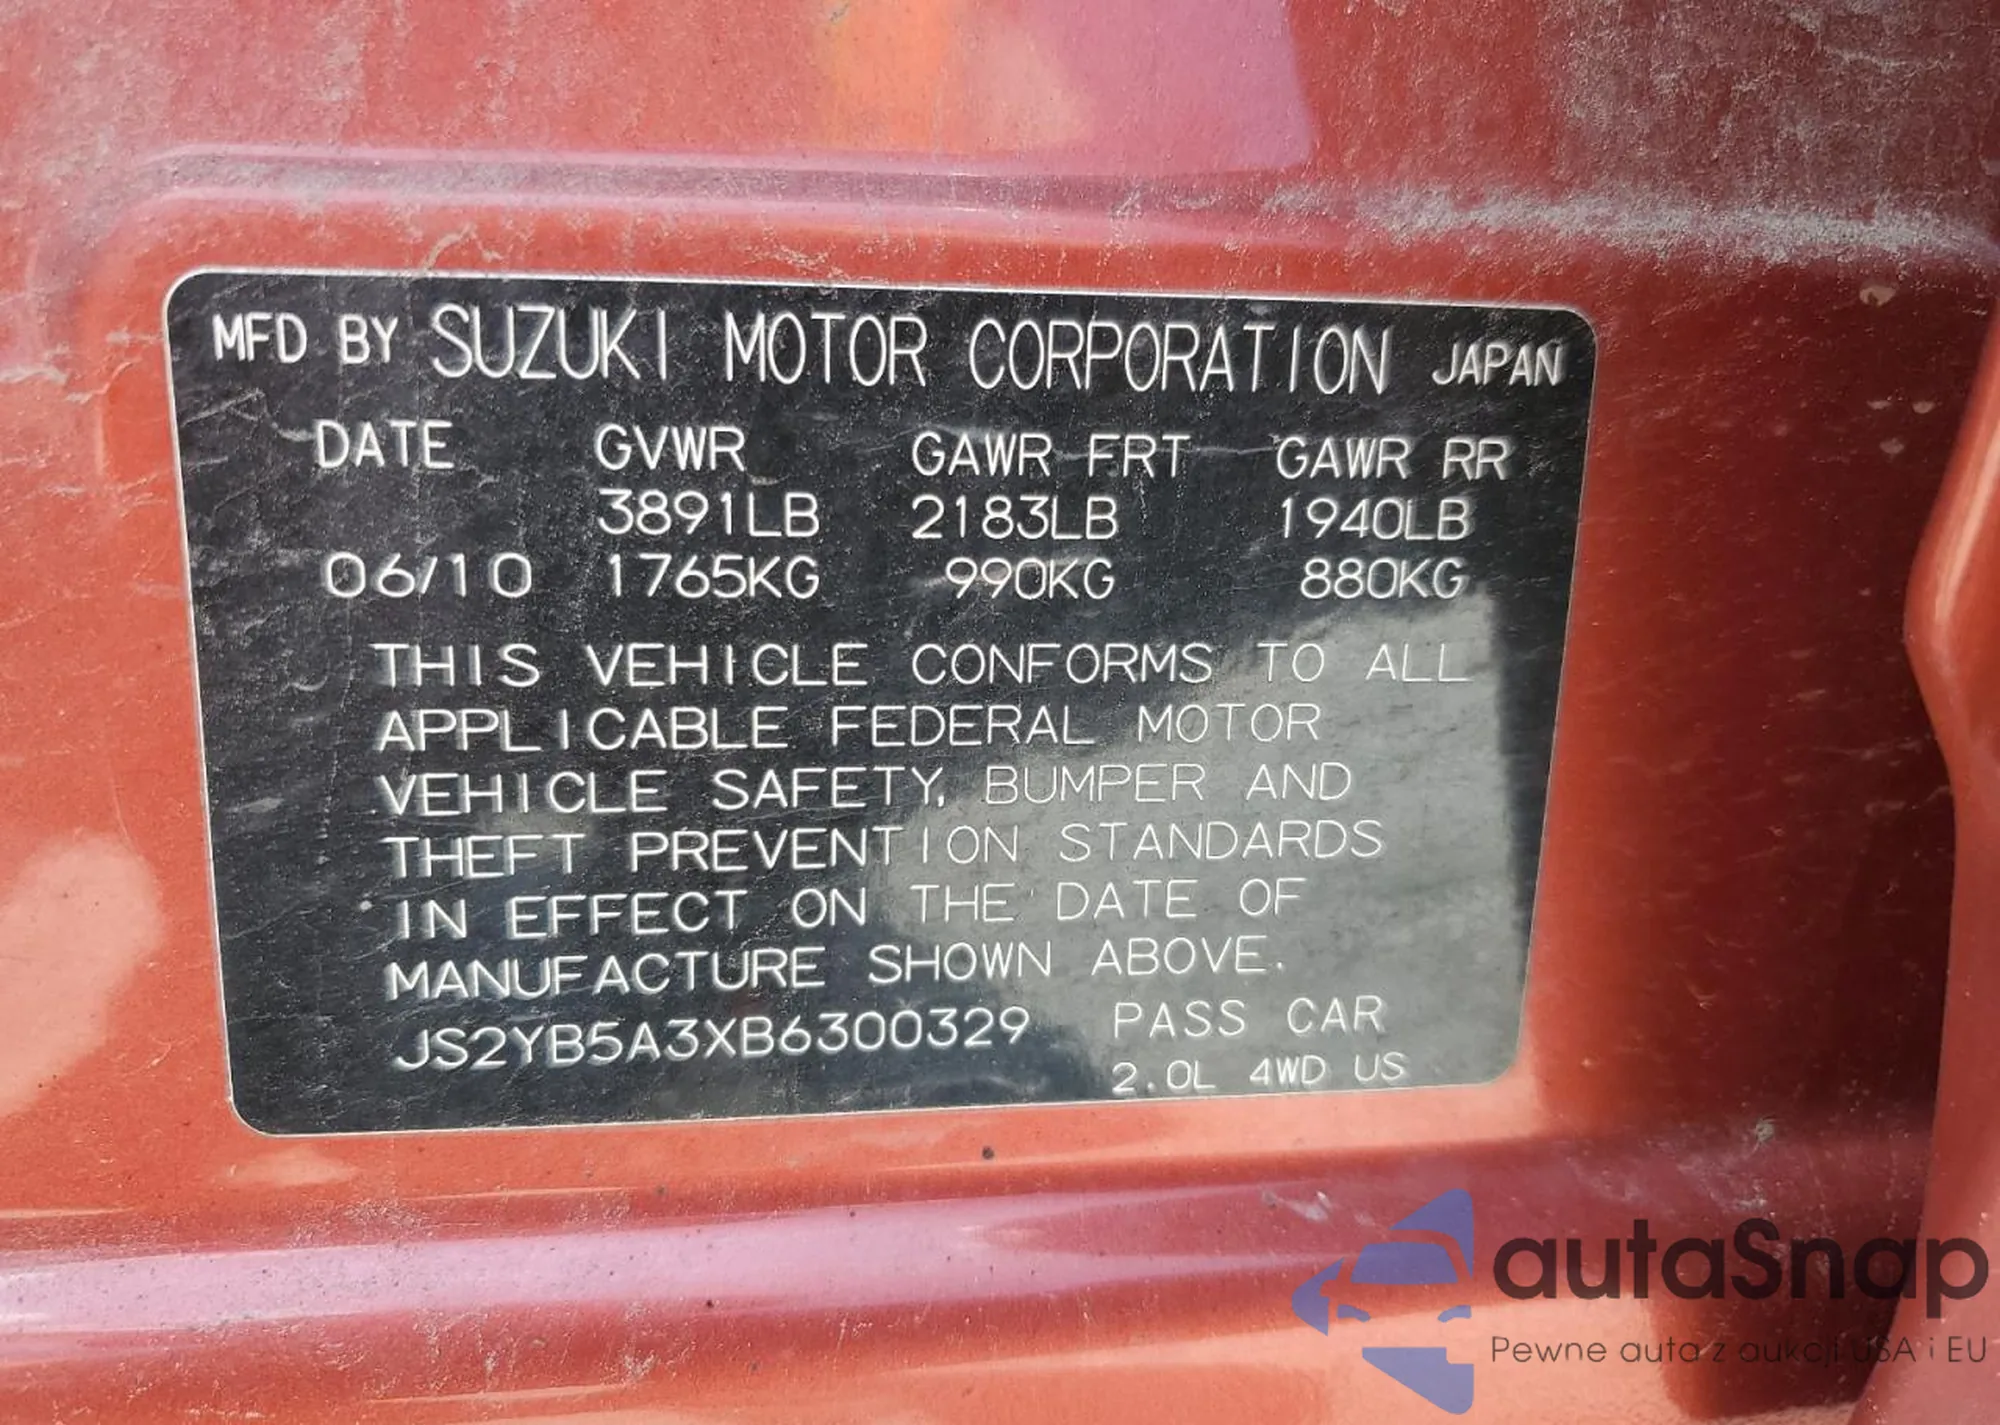 MFD BY SUZUKI MOTOR CORPORATION JAPAN
DATE GVWR GAWR FRT GAWR RR
3891LB 2183LB 1940LB
06/10 1765KG 990KG 880KG
THIS VEHICLE CONFORMS TO ALL
APPLICABLE FEDERAL MOTOR
VEHICLE SAFETY, BUMPER AND
THEFT PREVENTION STANDARDS
IN EFFECT ON THE DATE OF
MANUFACTURE SHOWN ABOVE.
JS2YB5A3XB6300329 PASS CAR
2.0L 4WD US
autaSnap
Pewne auta z aukcji USA i EU